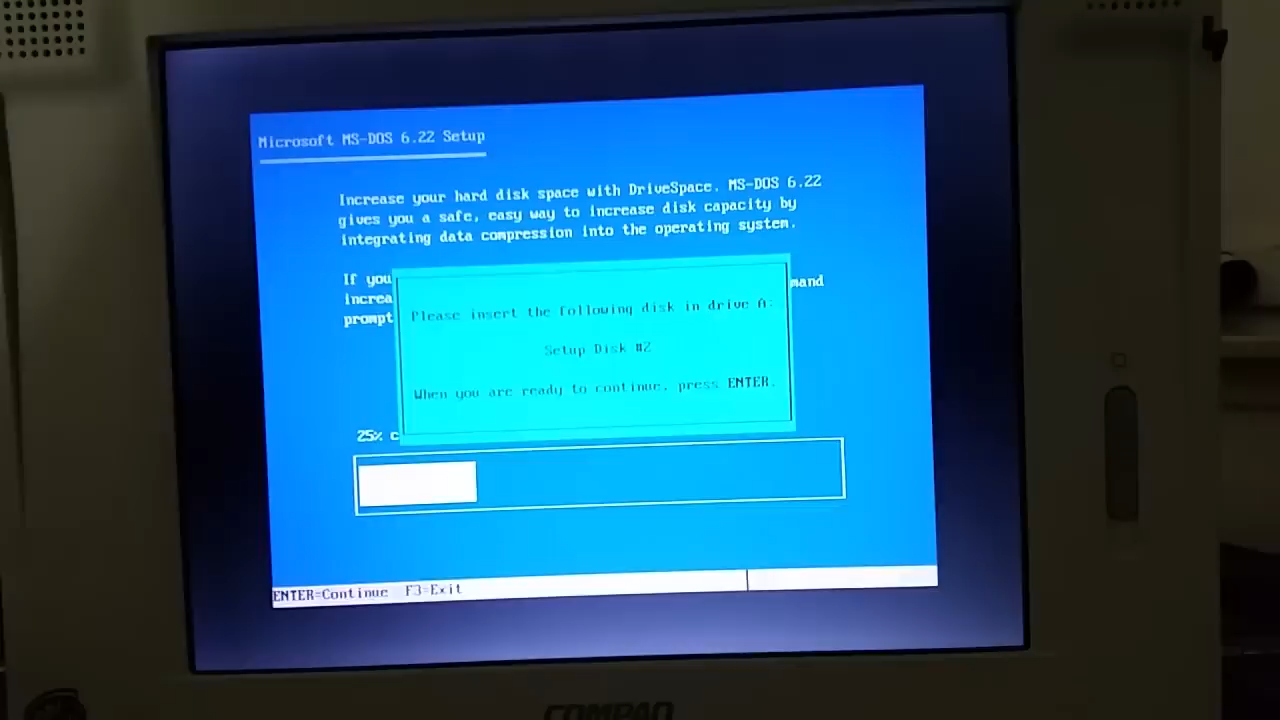 Microsoft MS-DOS 6.22 Setup
Increase your hard disk space with DriveSpace. MS-DOS 6.22
gives you a safe, easy way to increase disk capacity by
integrating data compression into the operating system.
If you
increa mand
prompt
Please insert the following disk in drive A:
Setup Disk #2
When you are ready to continue, press ENTER.
25% c
ENTER=Continue F3=Exit
COMPAQ